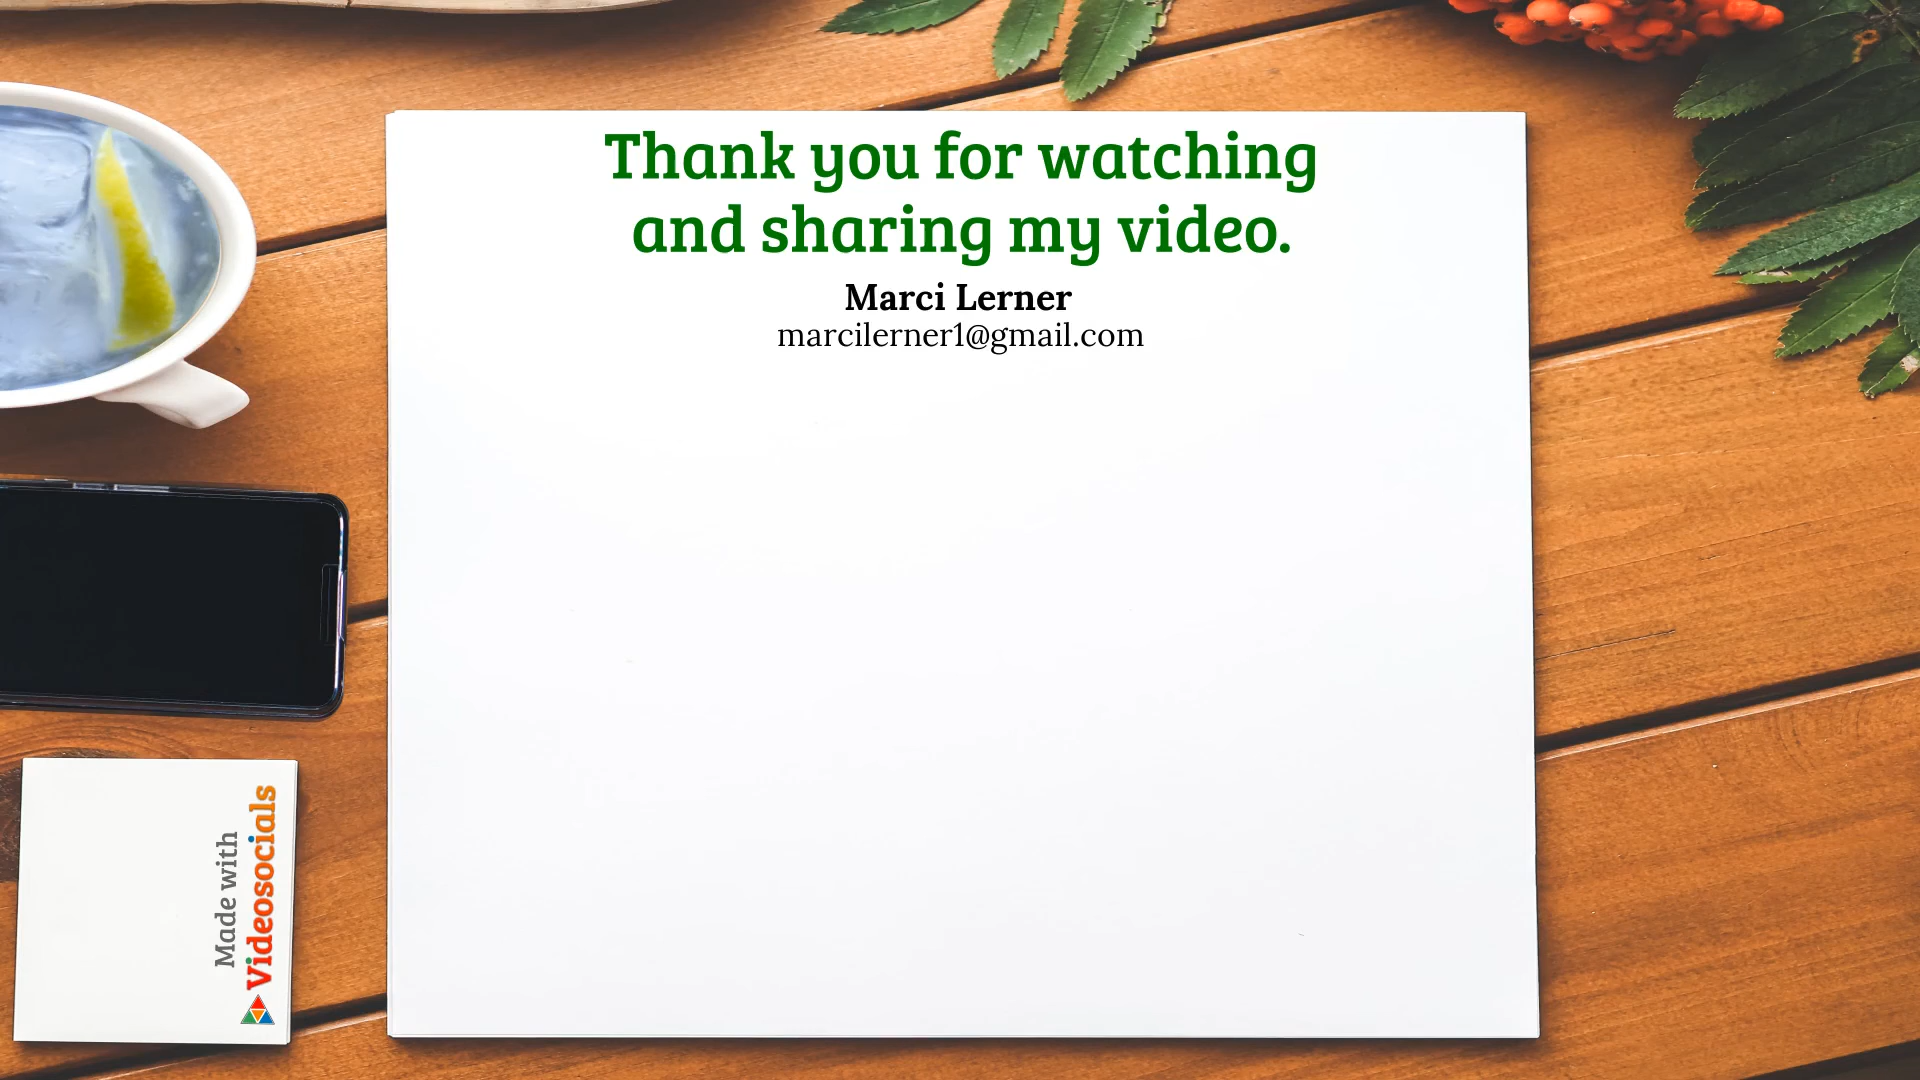 Thank you for watching
and sharing my video.
Marci Lerner
marcilerner1@gmail.com
Made with
Videosocials